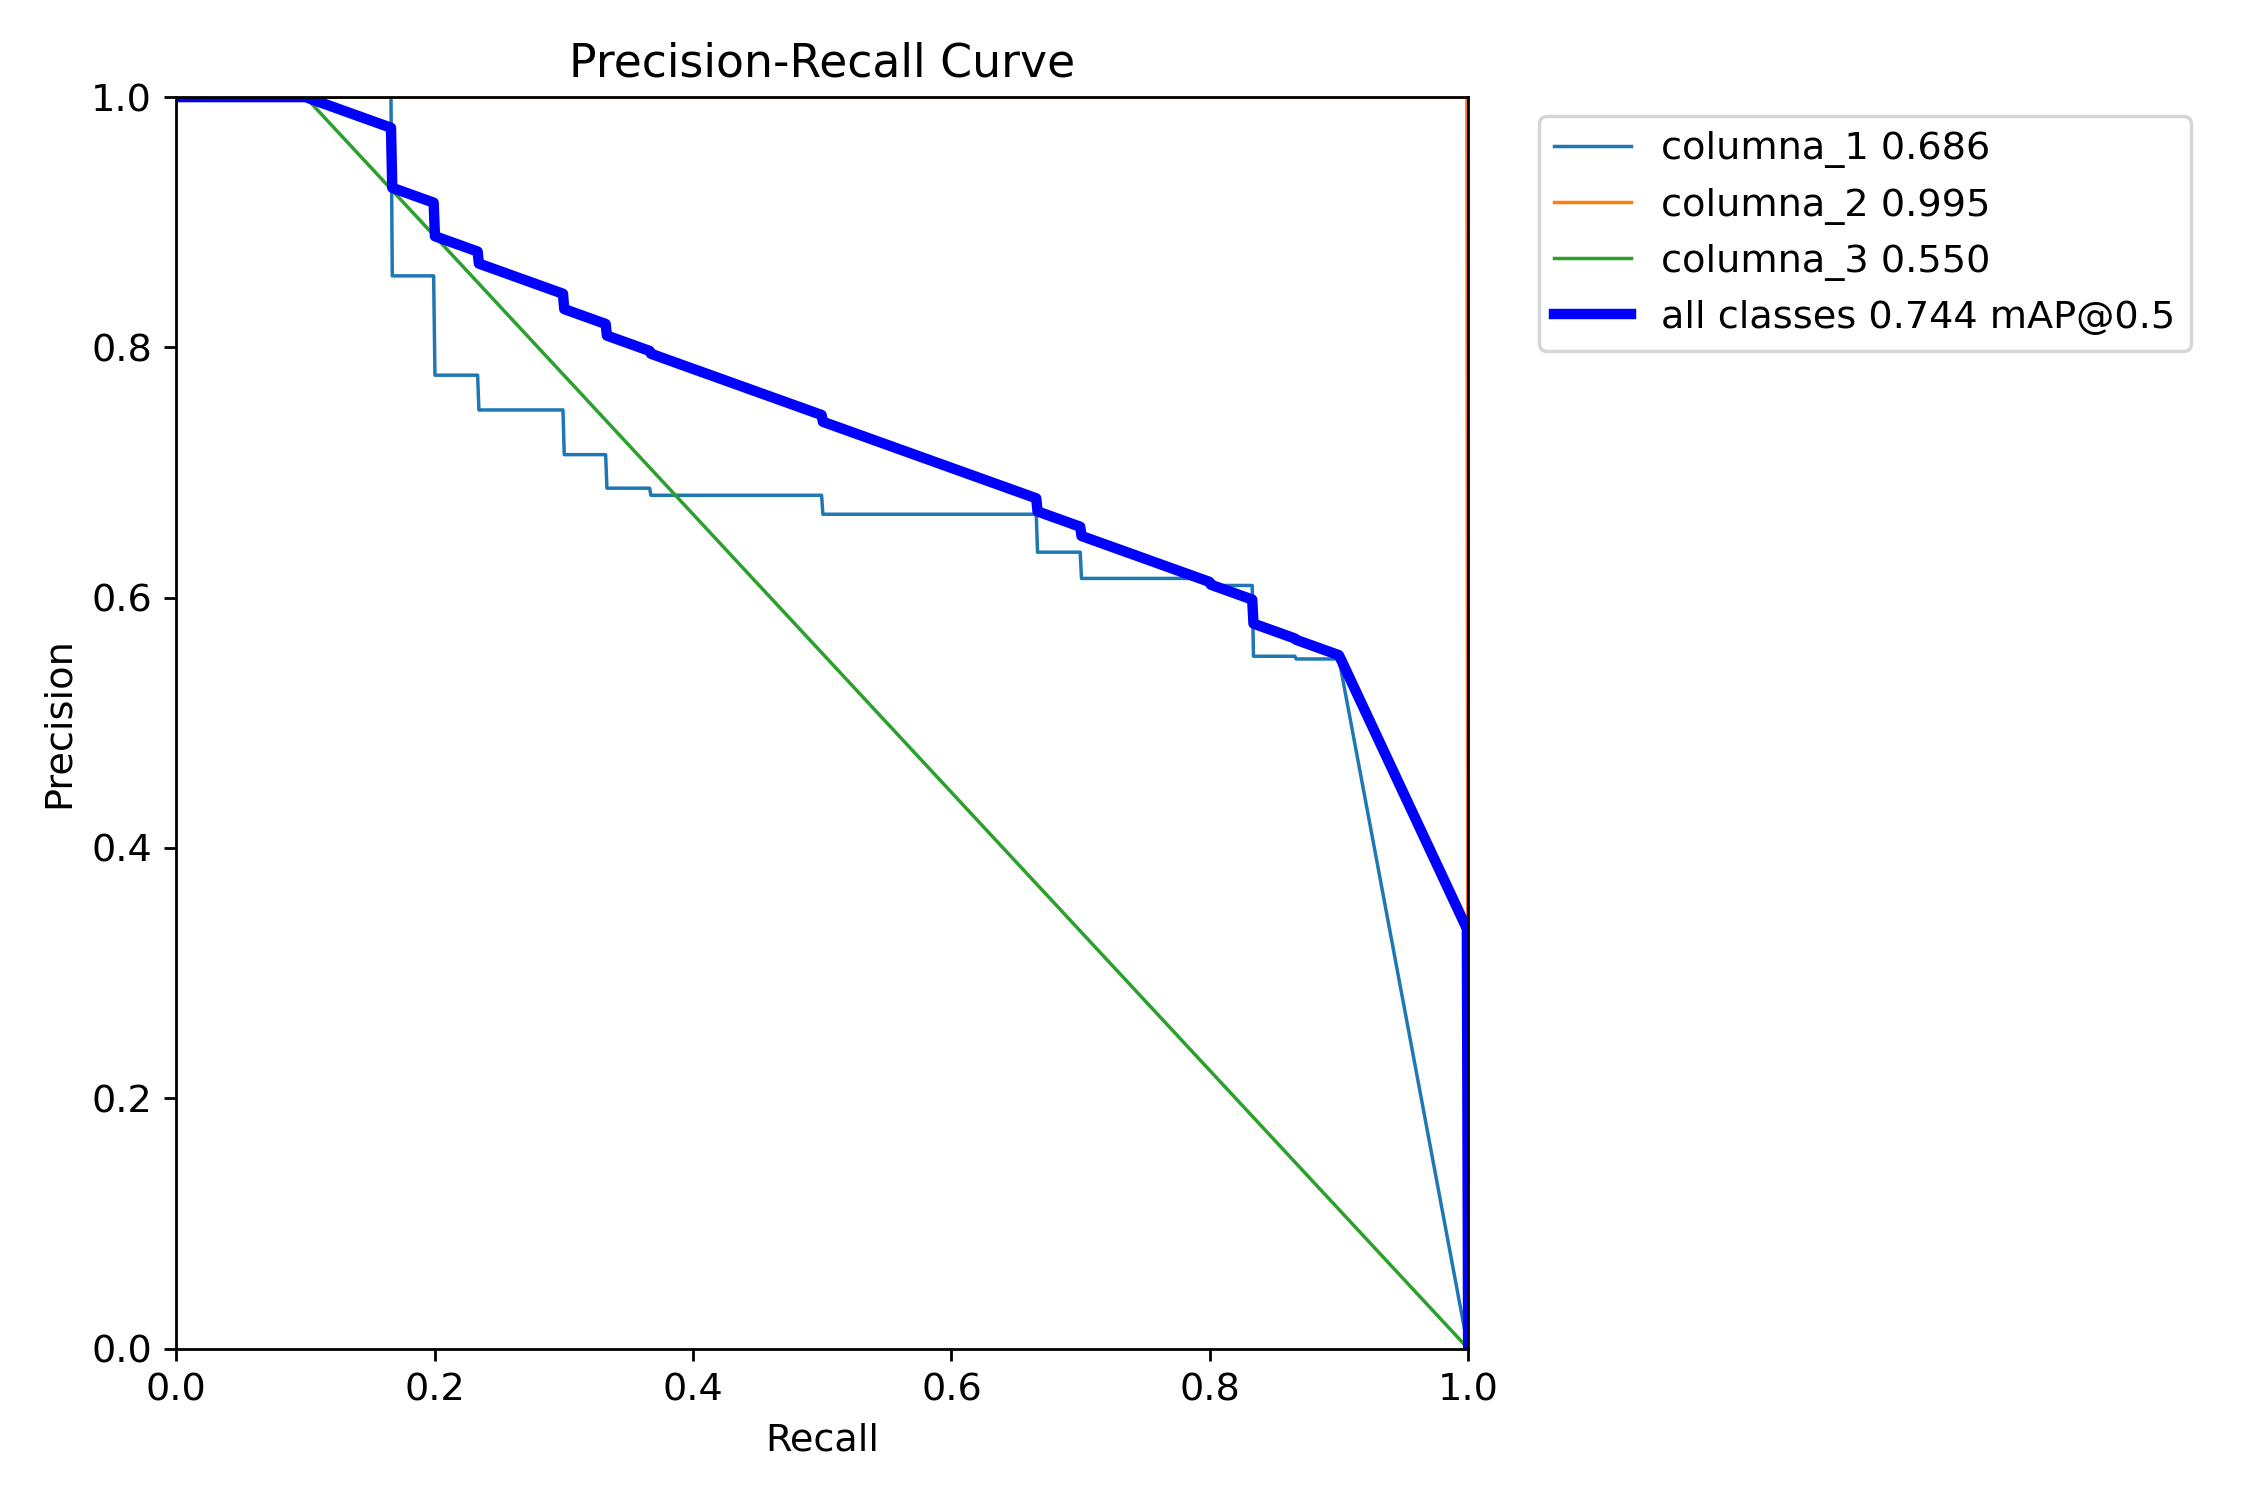 Precision-Recall Curve
1.0
0.8
0.6
0.4
0.2
0.0
Precision
0.0 0.2 0.4 0.6 0.8 1.0
Recall
columna_1 0.686
columna_2 0.995
columna_3 0.550
all classes 0.744 mAP@0.5